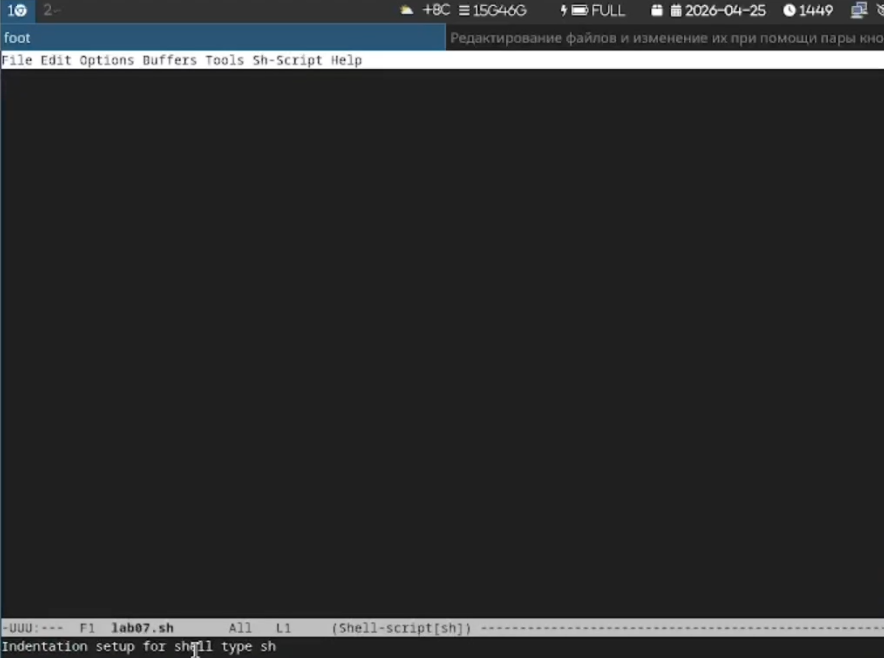 1 2 +8C 15G46G FULL 2026-04-25 1449
foot Редактирование файлов и изменение их при помощи пары кно
File Edit Options Buffers Tools Sh-Script Help
-UUU:--- F1 lab07.sh All L1 (Shell-script[sh]) ----------------------------------------------------
Indentation setup for shell type sh